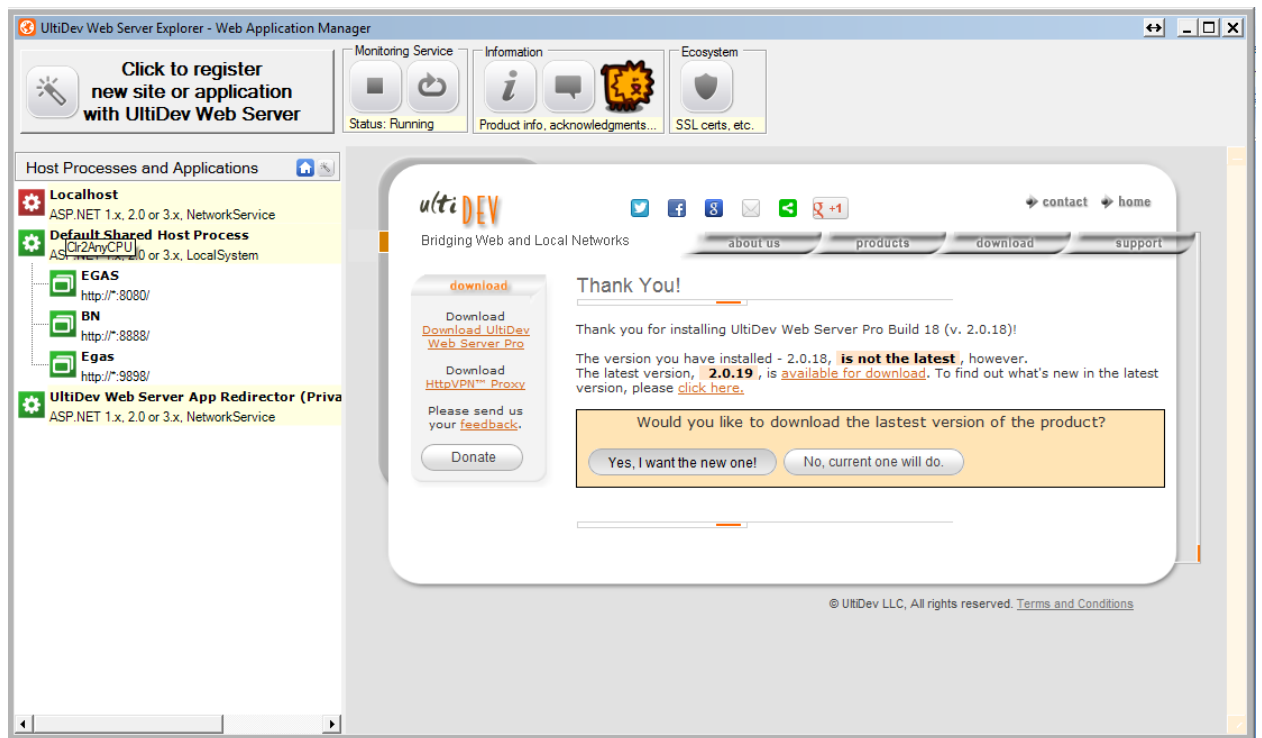 UltiDev Web Server Explorer - Web Application Manager
Click to register
new site or application
with UltiDev Web Server
Monitoring Service
Status: Running
Information
Product info, acknowledgments...
Ecosystem
SSL certs, etc.
Host Processes and Applications
Localhost
ASP.NET 1.x, 2.0 or 3.x, NetworkService
Default Shared Host Process
Clr2AnyCPU
ASP.NET 1.x, 2.0 or 3.x, LocalSystem
EGAS
http://*:8080/
BN
http://*:8888/
Egas
http://*:9898/
UltiDev Web Server App Redirector (Priva
ASP.NET 1.x, 2.0 or 3.x, NetworkService
ulti DEV
+1
contact
home
Bridging Web and Local Networks
about us
products
download
support
download
Download
Download UltiDev
Web Server Pro
Download
HttpVPN™ Proxy
Please send us
your feedback.
Donate
Thank You!
Thank you for installing UltiDev Web Server Pro Build 18 (v. 2.0.18)!
The version you have installed - 2.0.18, is not the latest , however.
The latest version, 2.0.19 , is available for download. To find out what's new in the latest
version, please click here.
Would you like to download the lastest version of the product?
Yes, I want the new one!
No, current one will do.
© UltiDev LLC, All rights reserved. Terms and Conditions